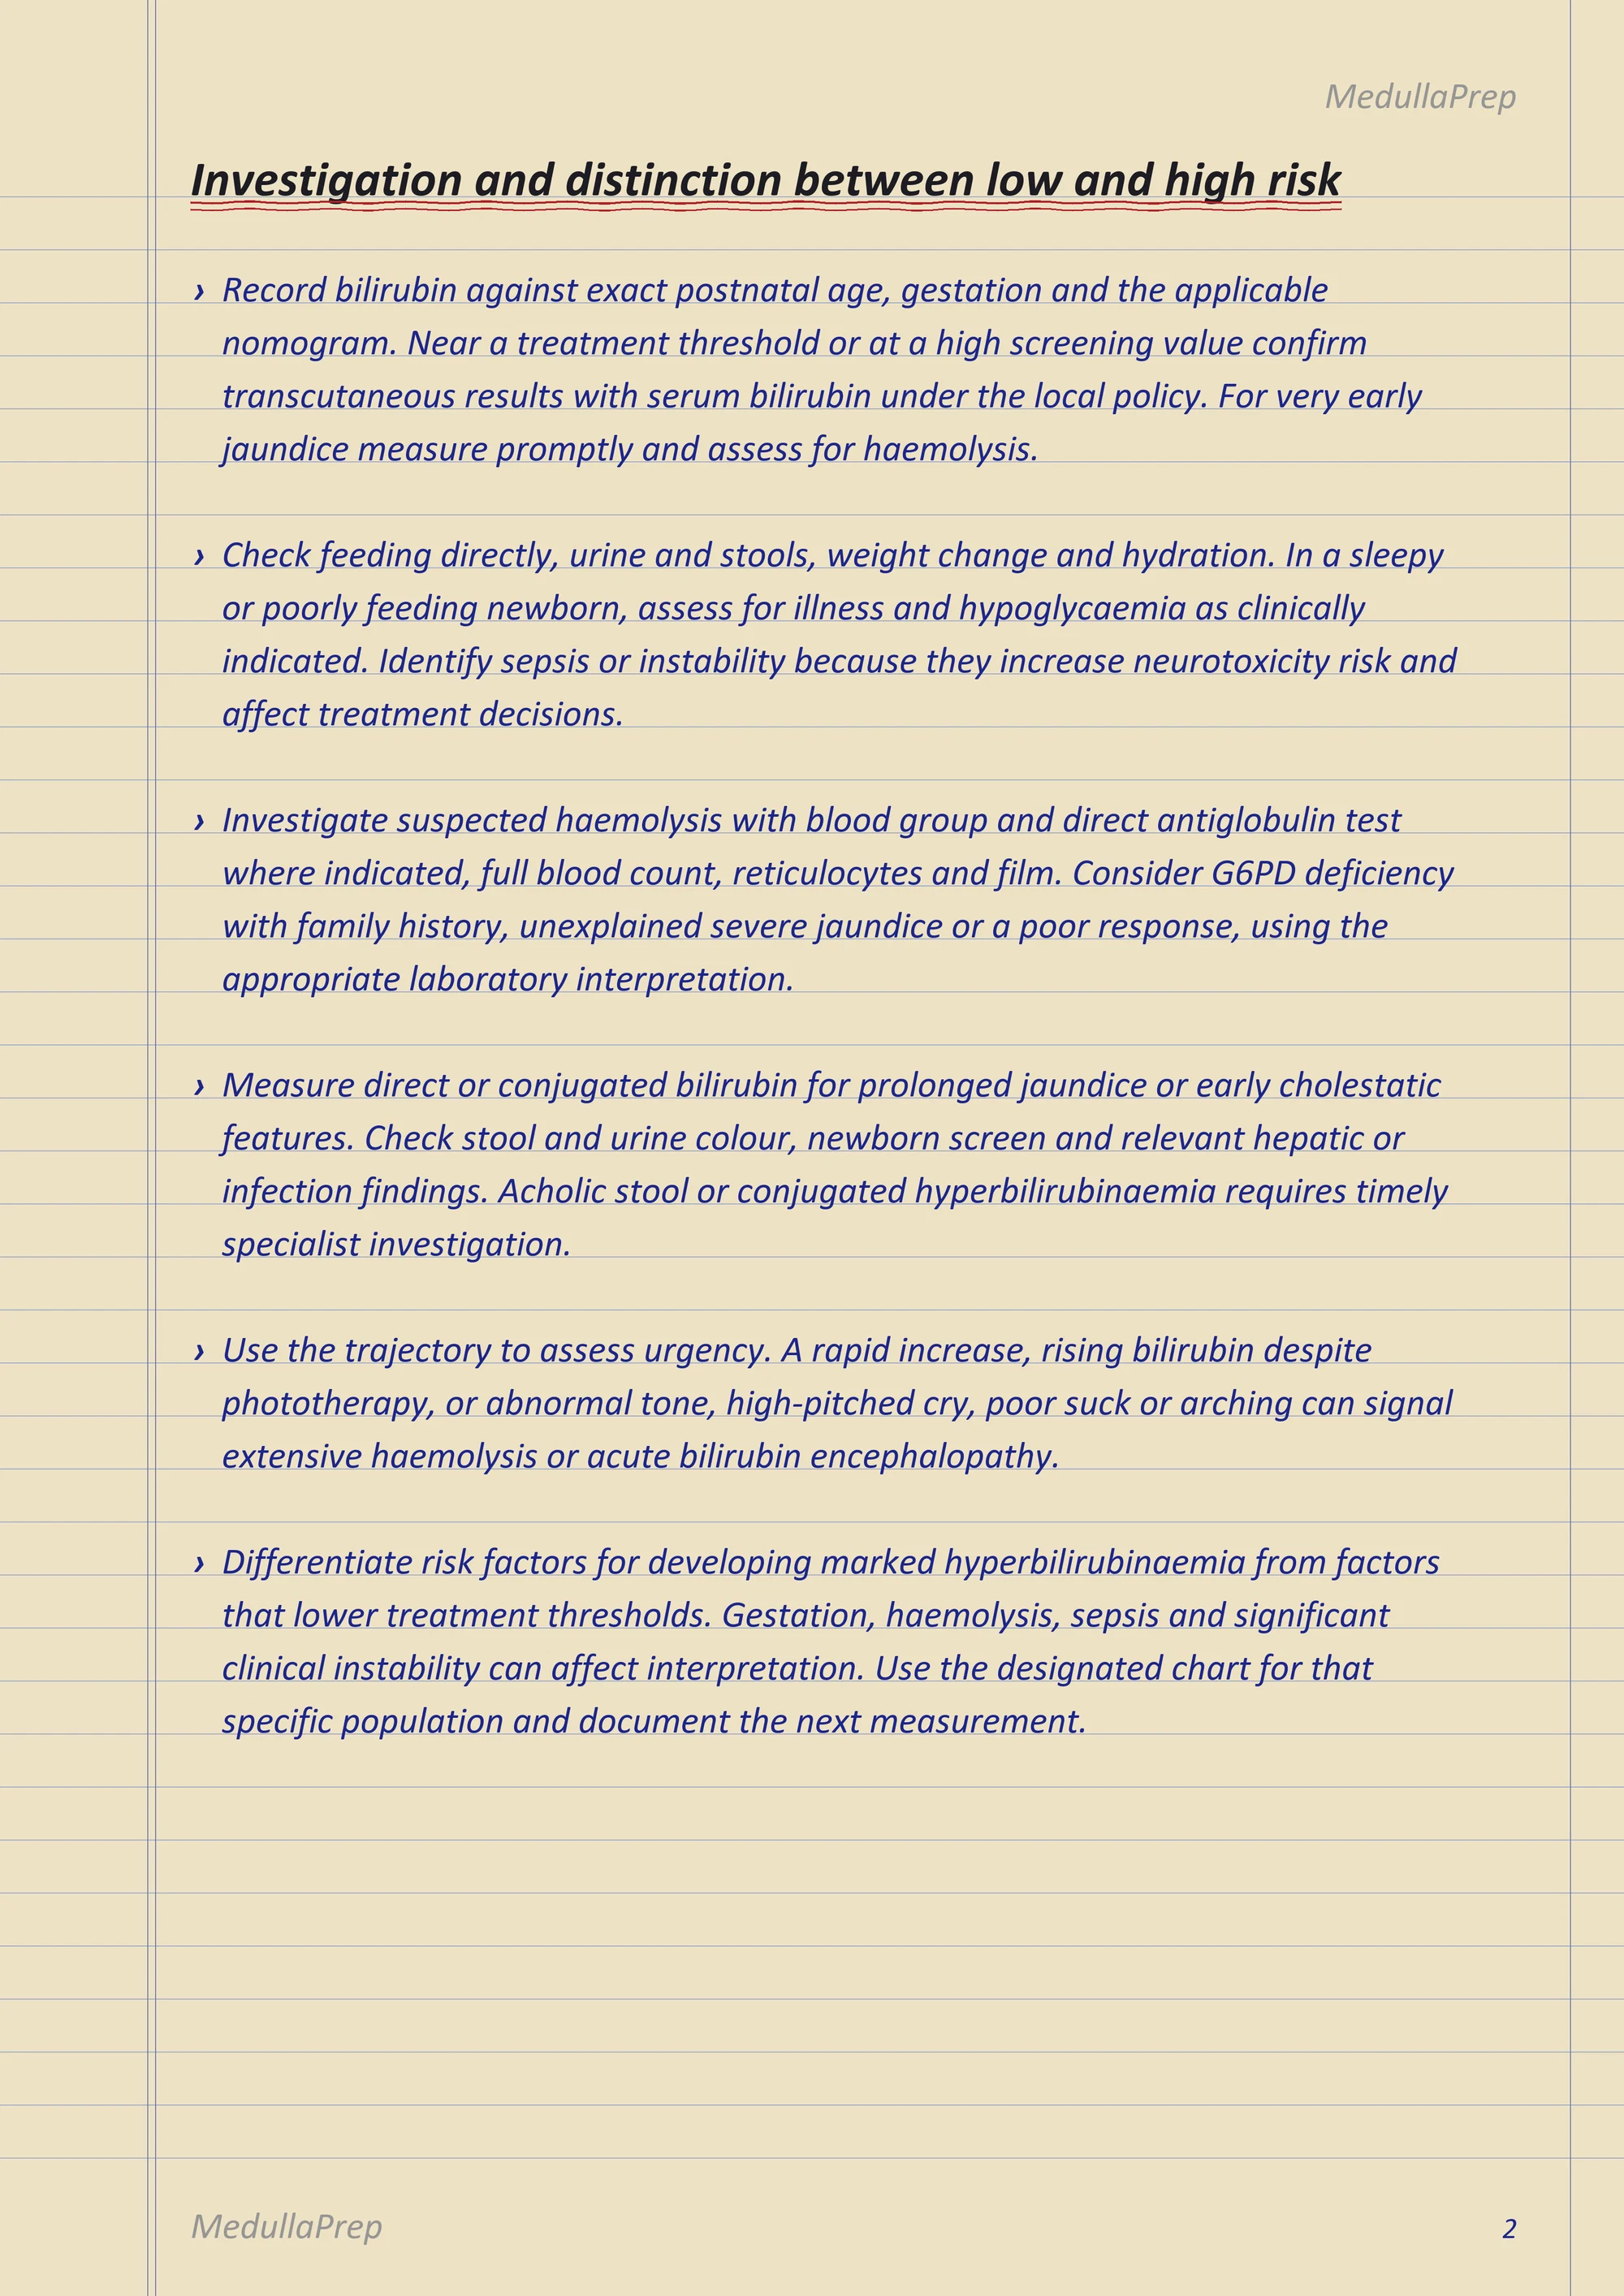 MedullaPrep
Investigation and distinction between low and high risk
› Record bilirubin against exact postnatal age, gestation and the applicable
nomogram. Near a treatment threshold or at a high screening value confirm
transcutaneous results with serum bilirubin under the local policy. For very early
jaundice measure promptly and assess for haemolysis.
› Check feeding directly, urine and stools, weight change and hydration. In a sleepy
or poorly feeding newborn, assess for illness and hypoglycaemia as clinically
indicated. Identify sepsis or instability because they increase neurotoxicity risk and
affect treatment decisions.
› Investigate suspected haemolysis with blood group and direct antiglobulin test
where indicated, full blood count, reticulocytes and film. Consider G6PD deficiency
with family history, unexplained severe jaundice or a poor response, using the
appropriate laboratory interpretation.
› Measure direct or conjugated bilirubin for prolonged jaundice or early cholestatic
features. Check stool and urine colour, newborn screen and relevant hepatic or
infection findings. Acholic stool or conjugated hyperbilirubinaemia requires timely
specialist investigation.
› Use the trajectory to assess urgency. A rapid increase, rising bilirubin despite
phototherapy, or abnormal tone, high-pitched cry, poor suck or arching can signal
extensive haemolysis or acute bilirubin encephalopathy.
› Differentiate risk factors for developing marked hyperbilirubinaemia from factors
that lower treatment thresholds. Gestation, haemolysis, sepsis and significant
clinical instability can affect interpretation. Use the designated chart for that
specific population and document the next measurement.
MedullaPrep
2